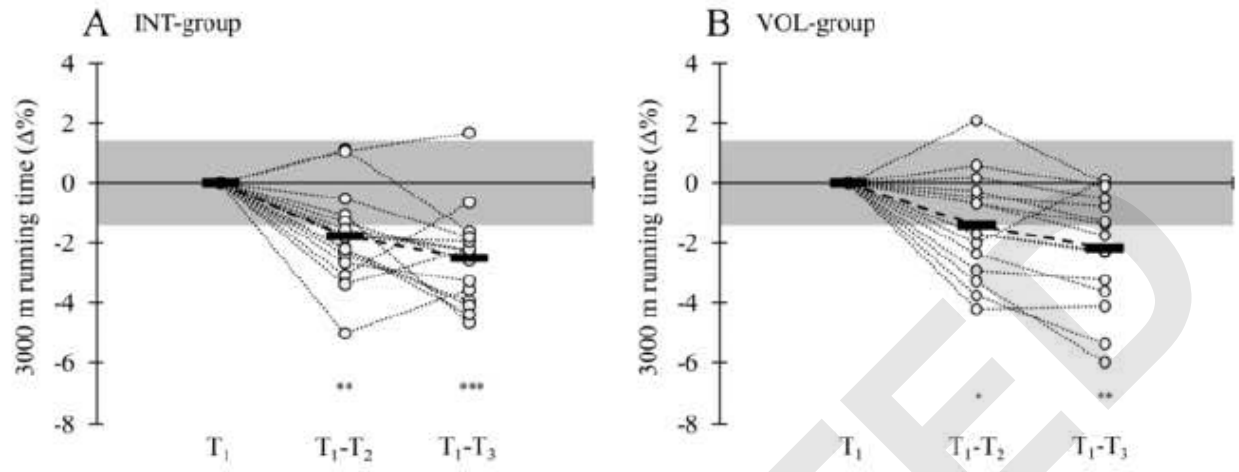 A INT-group
3000 m running time (Δ%)
4
2
0
-2
-4
-6
-8
** ***
T₁ T₁-T₂ T₁-T₃
B VOL-group
3000 m running time (Δ%)
4
2
0
-2
-4
-6
-8
* **
T₁ T₁-T₂ T₁-T₃
TED